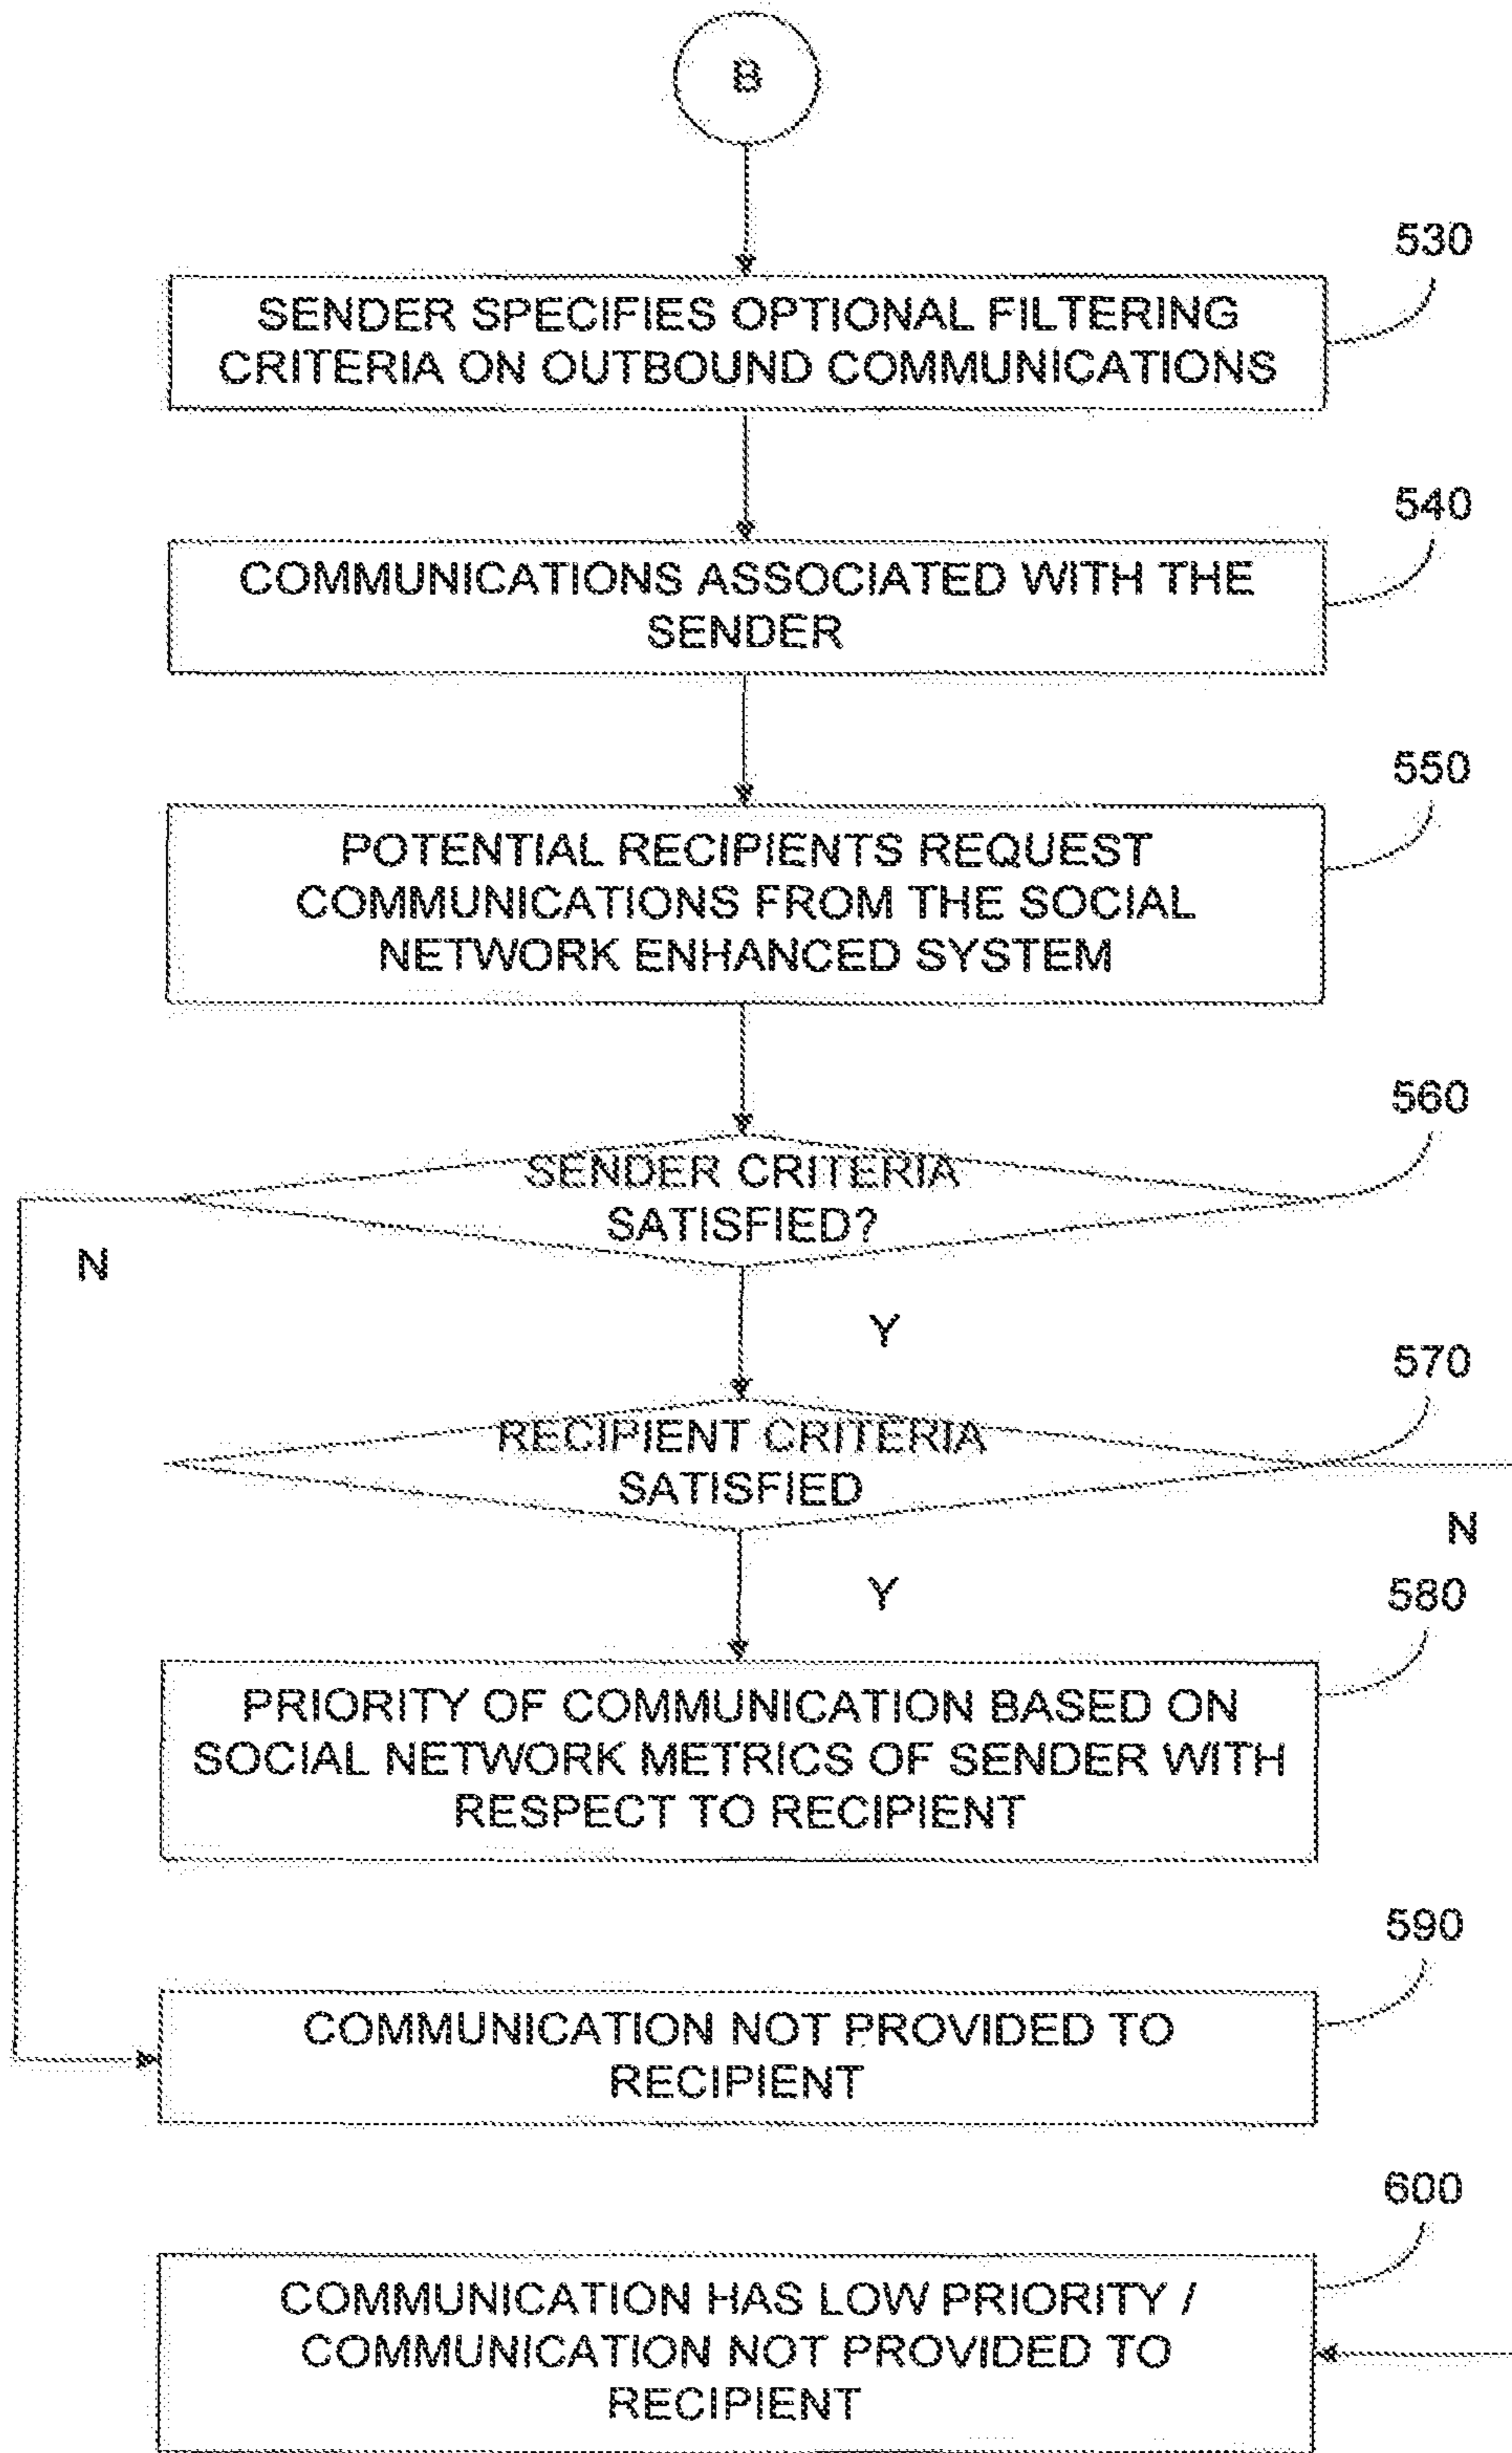 B
530
SENDER SPECIFIES OPTIONAL FILTERING
CRITERIA ON OUTBOUND COMMUNICATIONS
540
COMMUNICATIONS ASSOCIATED WITH THE
SENDER
550
POTENTIAL RECIPIENTS REQUEST
COMMUNICATIONS FROM THE SOCIAL
NETWORK ENHANCED SYSTEM
560
SENDER CRITERIA
SATISFIED?
N
Y
570
RECIPIENT CRITERIA
SATISFIED
N
Y
580
PRIORITY OF COMMUNICATION BASED ON
SOCIAL NETWORK METRICS OF SENDER WITH
RESPECT TO RECIPIENT
590
COMMUNICATION NOT PROVIDED TO
RECIPIENT
600
COMMUNICATION HAS LOW PRIORITY /
COMMUNICATION NOT PROVIDED TO
RECIPIENT